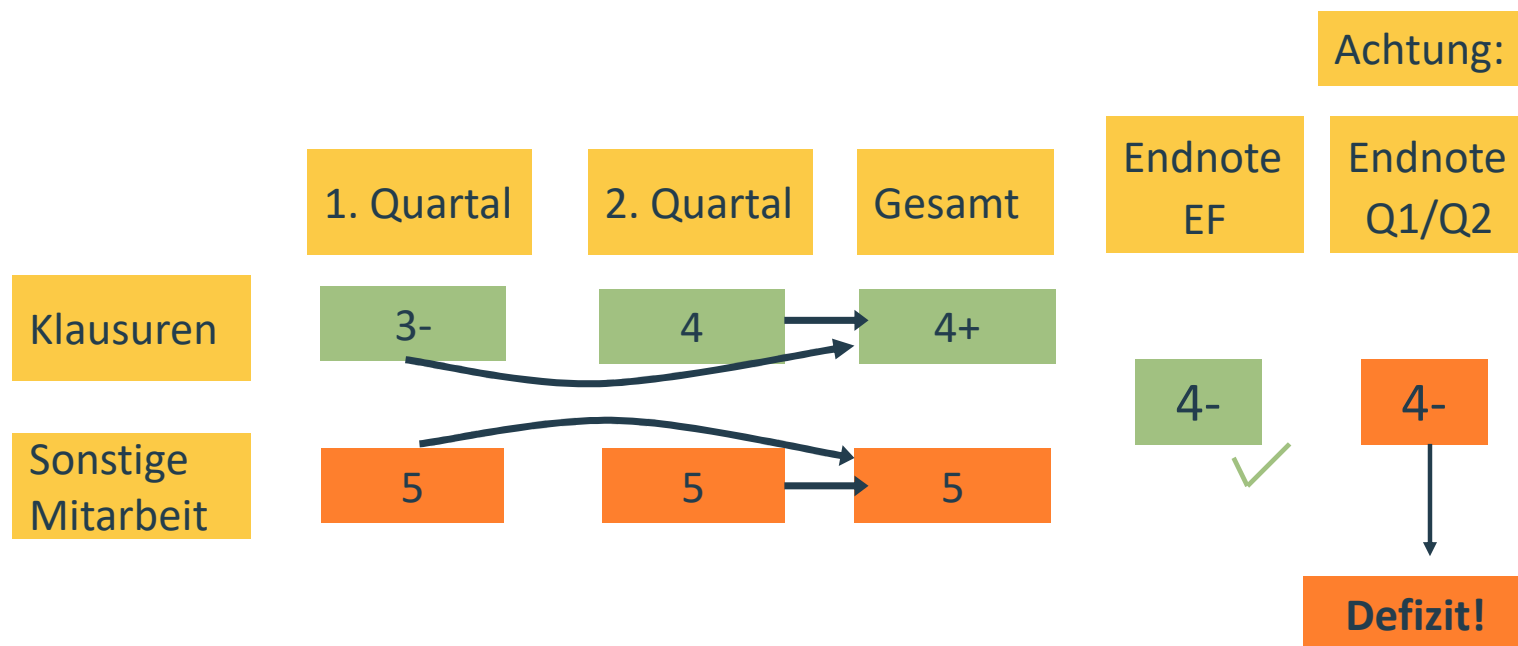 Achtung:
1. Quartal
2. Quartal
Gesamt
Endnote
EF
Endnote
Q1/Q2
Klausuren
3-
4
4+
4-
4-
Sonstige
Mitarbeit
5
5
5
Defizit!